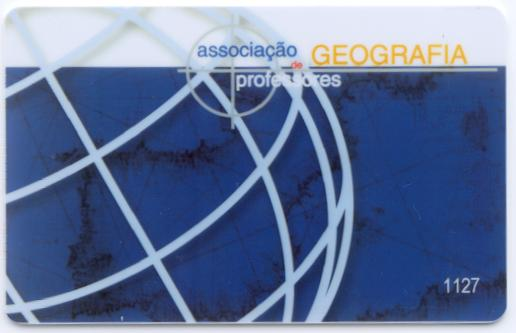 associação
de GEOGRAFIA
professores
1127